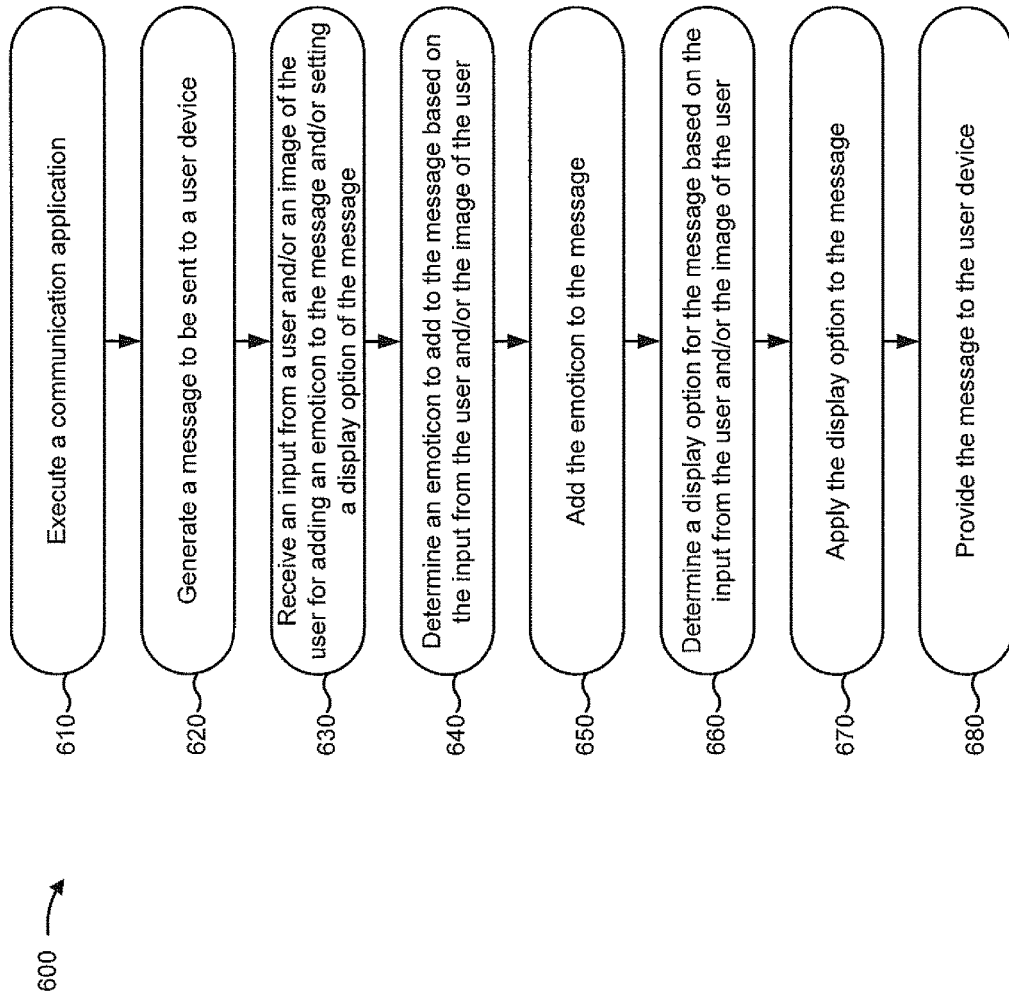 600
610
Execute a communication application
620
Generate a message to be sent to a user device
630
Receive an input from a user and/or an image of the
user for adding an emoticon to the message and/or setting
a display option of the message
640
Determine an emoticon to add to the message based on
the input from the user and/or the image of the user
650
Add the emoticon to the message
660
Determine a display option for the message based on the
input from the user and/or the image of the user
670
Apply the display option to the message
680
Provide the message to the user device